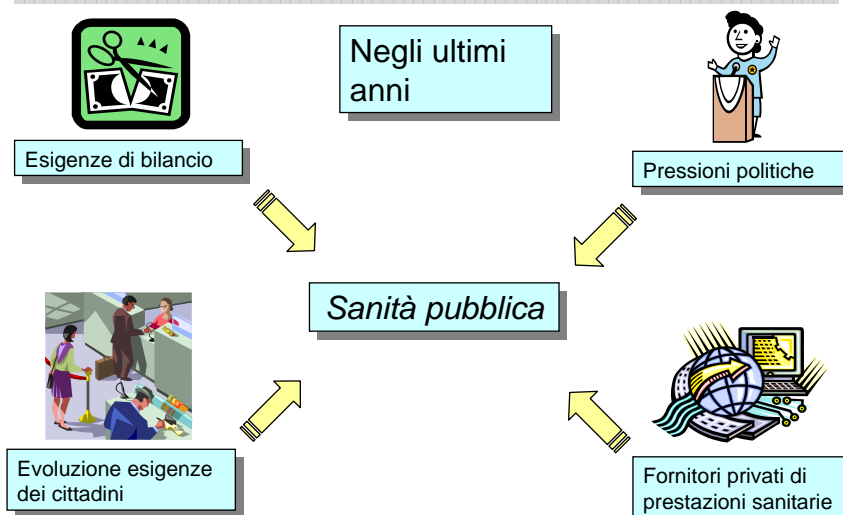 Negli ultimi
anni
Esigenze di bilancio
Pressioni politiche
Sanità pubblica
Evoluzione esigenze
dei cittadini
Fornitori privati di
prestazioni sanitarie